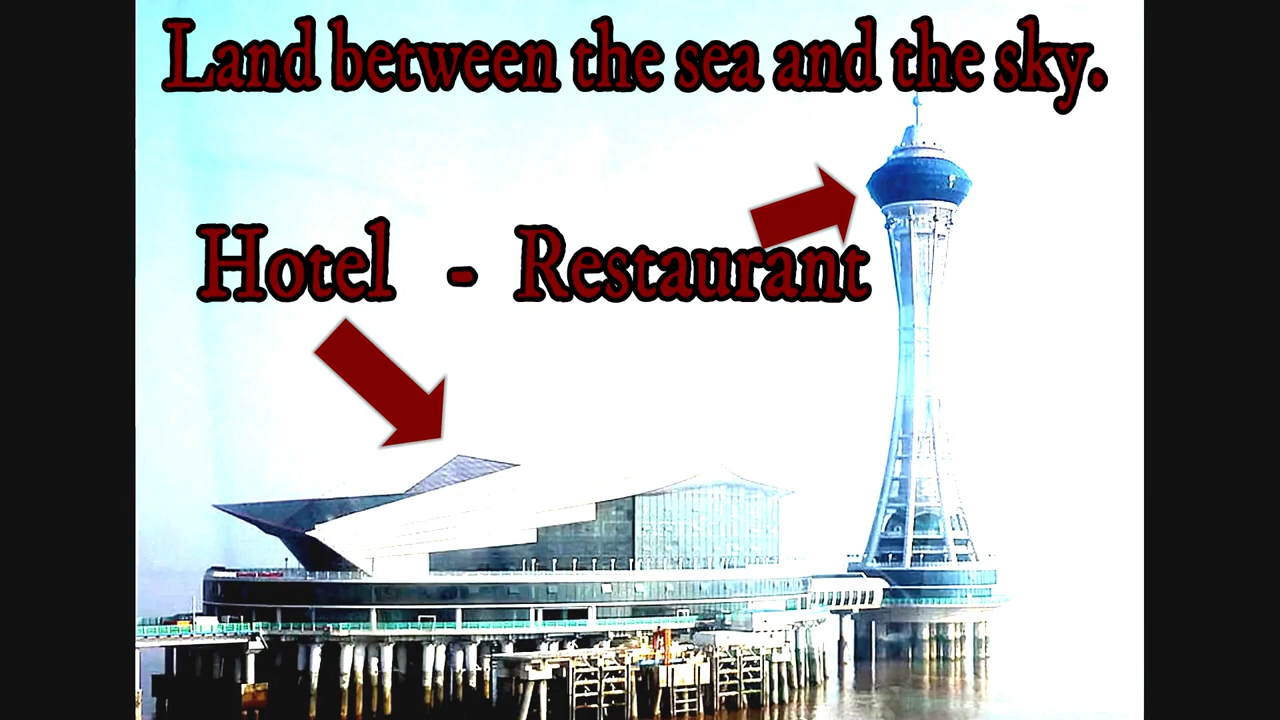 Land between the sea and the sky.
Hotel - Restaurant